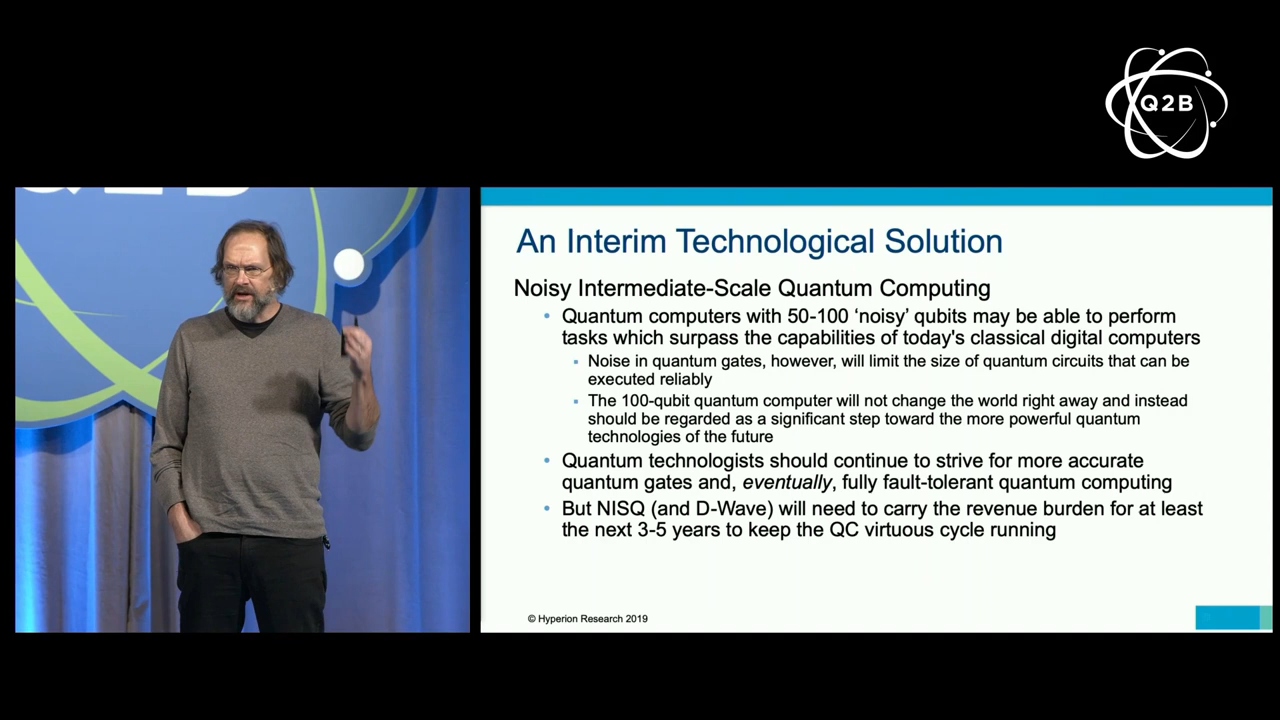 Q2B
An Interim Technological Solution
Noisy Intermediate-Scale Quantum Computing
• Quantum computers with 50-100 ‘noisy’ qubits may be able to perform
tasks which surpass the capabilities of today's classical digital computers
▪ Noise in quantum gates, however, will limit the size of quantum circuits that can be
executed reliably
▪ The 100-qubit quantum computer will not change the world right away and instead
should be regarded as a significant step toward the more powerful quantum
technologies of the future
• Quantum technologists should continue to strive for more accurate
quantum gates and, eventually, fully fault-tolerant quantum computing
• But NISQ (and D-Wave) will need to carry the revenue burden for at least
the next 3-5 years to keep the QC virtuous cycle running
© Hyperion Research 2019